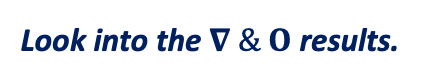 Look into the ∇ & O results.